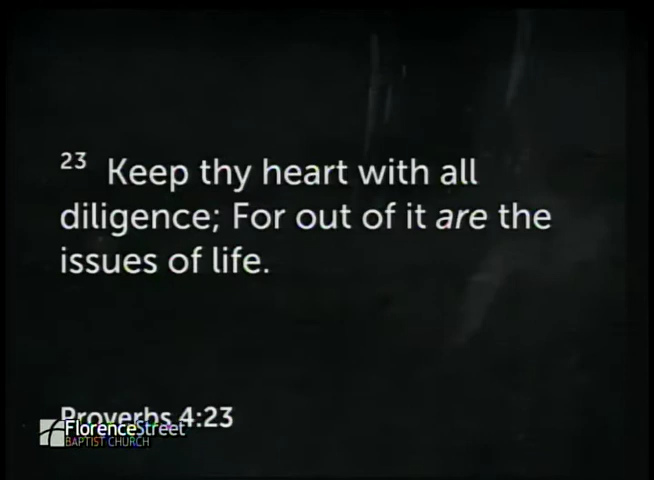 23 Keep thy heart with all
diligence; For out of it are the
issues of life.
Proverbs 4:23
FlorenceStreet
BAPTIST CHURCH